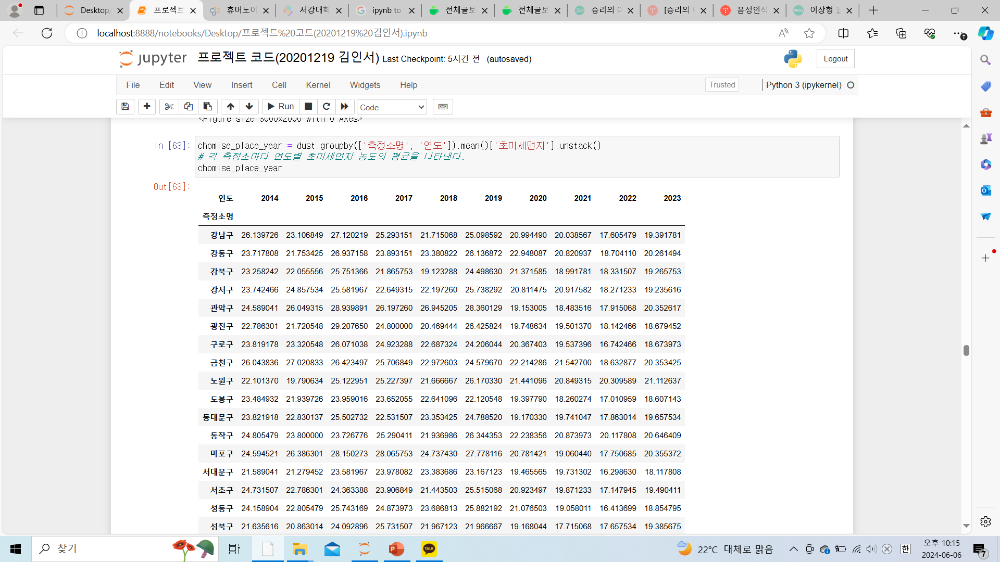 Desktop/
프로젝트
휴머노이
서강대학
ipynb to
전체글보
전체글보
승리의 여
[승리의
음성인식
이상형 월
localhost:8888/notebooks/Desktop/프로젝트%20코드(20201219%20김인서).ipynb
jupyter 프로젝트 코드(20201219 김인서) Last Checkpoint: 5시간 전 (autosaved)
Logout
File Edit View Insert Cell Kernel Widgets Help
Trusted
Python 3 (ipykernel)
Run
Code
<Figure size 3000x2000 with 0 Axes>
In [63]:
chomise_place_year = dust.groupby(['측정소명', '연도']).mean()['초미세먼지'].unstack()
# 각 측정소마다 연도별 초미세먼지 농도의 평균을 나타낸다.
chomise_place_year
Out[63]:
연도 2014 2015 2016 2017 2018 2019 2020 2021 2022 2023
측정소명
강남구 26.139726 23.106849 27.120219 25.293151 21.715068 25.098592 20.994490 20.038567 17.605479 19.391781
강동구 23.717808 21.753425 26.937158 23.893151 23.380822 26.136872 22.948087 20.820937 18.704110 20.261494
강북구 23.258242 22.055556 25.751366 21.865753 19.123288 24.498630 21.371585 18.991781 18.331507 19.265753
강서구 23.742466 24.857534 25.581967 22.649315 22.197260 25.738292 20.811475 20.917582 18.271233 19.235616
관악구 24.589041 26.049315 28.939891 26.197260 26.945205 28.360129 19.153005 18.483516 17.915068 20.352617
광진구 22.786301 21.720548 29.207650 24.800000 20.469444 26.425824 19.748634 19.501370 18.142466 18.679452
구로구 23.819178 23.320548 26.071038 24.923288 22.687324 24.206044 20.367403 19.537396 16.742466 18.673973
금천구 26.043836 27.020833 26.423497 25.706849 22.972603 24.579670 22.214286 21.542700 18.632877 20.353425
노원구 22.101370 19.790634 25.122951 25.227397 21.666667 26.170330 21.441096 20.849315 20.309589 21.112637
도봉구 23.484932 21.939726 23.959016 23.652055 22.641096 22.120548 19.397790 18.260274 17.010959 18.607143
동대문구 23.821918 22.830137 25.502732 22.531507 23.353425 24.788520 19.170330 19.741047 17.863014 19.657534
동작구 24.805479 23.800000 23.726776 25.290411 21.936986 26.344353 22.238356 20.873973 20.117808 20.646409
마포구 24.594521 26.386301 28.150273 28.065753 24.737430 27.778116 20.781421 19.060440 17.750685 20.355372
서대문구 21.589041 21.279452 23.581967 23.978082 23.383686 23.167123 19.465565 19.731302 16.298630 18.117808
서초구 24.731507 22.786301 24.363388 23.906849 21.443503 25.515068 20.923497 19.871233 17.147945 19.490411
성동구 24.158904 22.805479 25.743169 24.873973 23.686813 25.882192 21.076503 19.058011 16.413699 18.854795
성북구 21.635616 20.863014 24.092896 25.731507 21.967123 21.966667 19.168044 17.715068 17.657534 19.385675
찾기
TALK
22°C 대체로 맑음
한
오후 10:15
2024-06-06
7